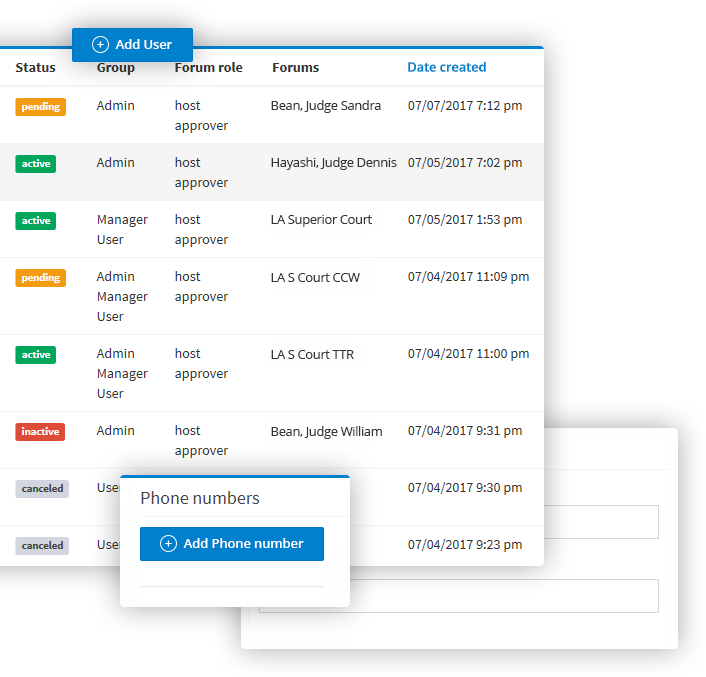 Add User
Status Group Forum role Forums Date created
pending Admin host Bean, Judge Sandra 07/07/2017 7:12 pm
approver
active Admin host Hayashi, Judge Dennis 07/05/2017 7:02 pm
approver
active Manager host LA Superior Court 07/05/2017 1:53 pm
User approver
pending Admin host LA S Court CCW 07/04/2017 11:09 pm
Manager approver
User
active Admin host LA S Court TTR 07/04/2017 11:00 pm
Manager approver
User
inactive Admin host Bean, Judge William 07/04/2017 9:31 pm
approver
canceled 07/04/2017 9:30 pm
Phone numbers
Add Phone number
canceled 07/04/2017 9:23 pm